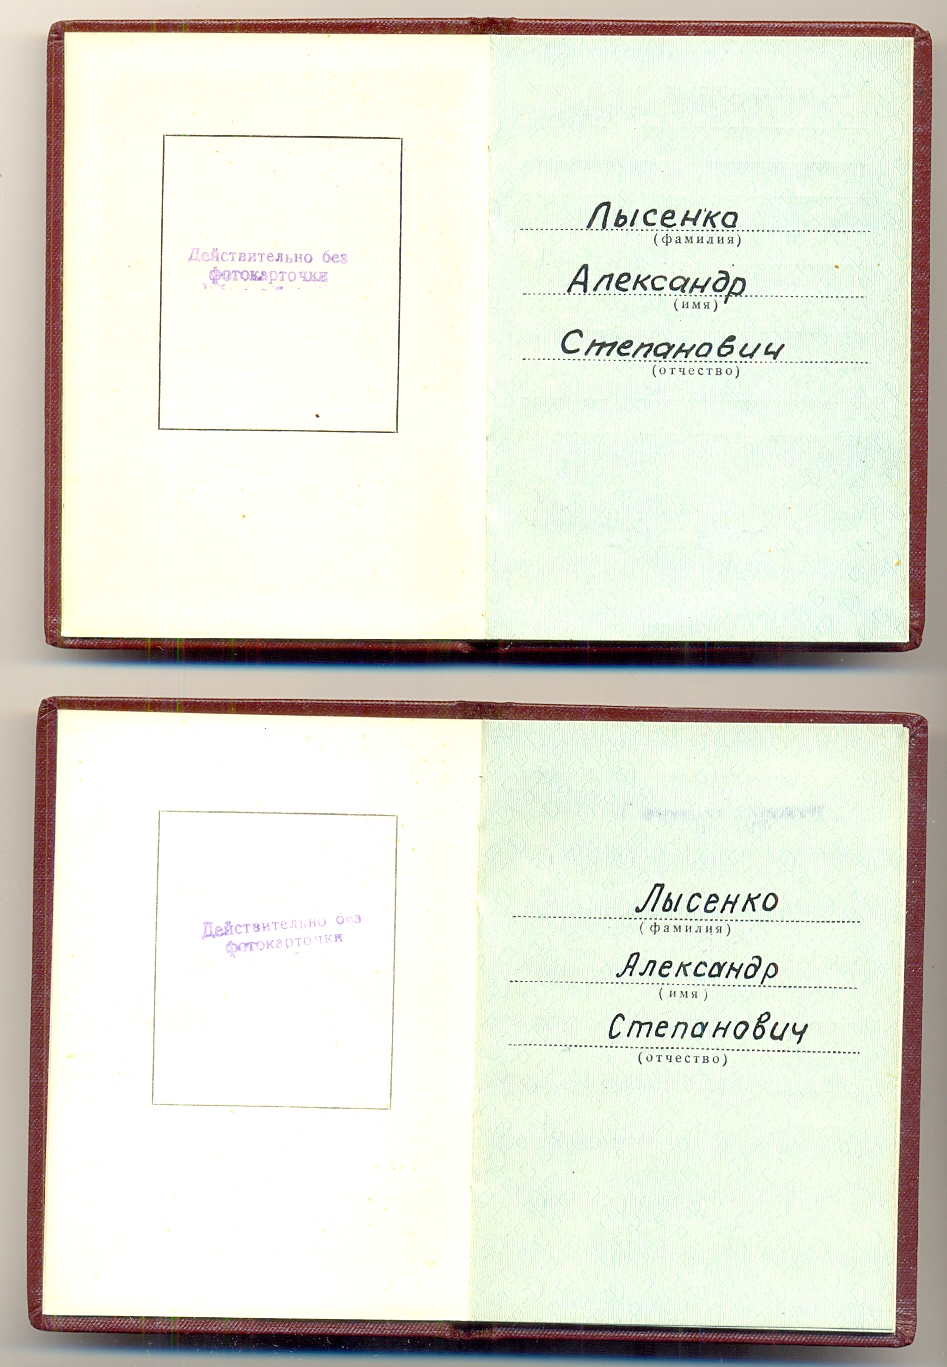 Действительно без
фотокарточки
Лысенко
(фамилия)
Александр
(имя)
Степанович
(отчество)
Действительно без
фотокарточки
Лысенко
(фамилия)
Александр
(имя)
Степанович
(отчество)